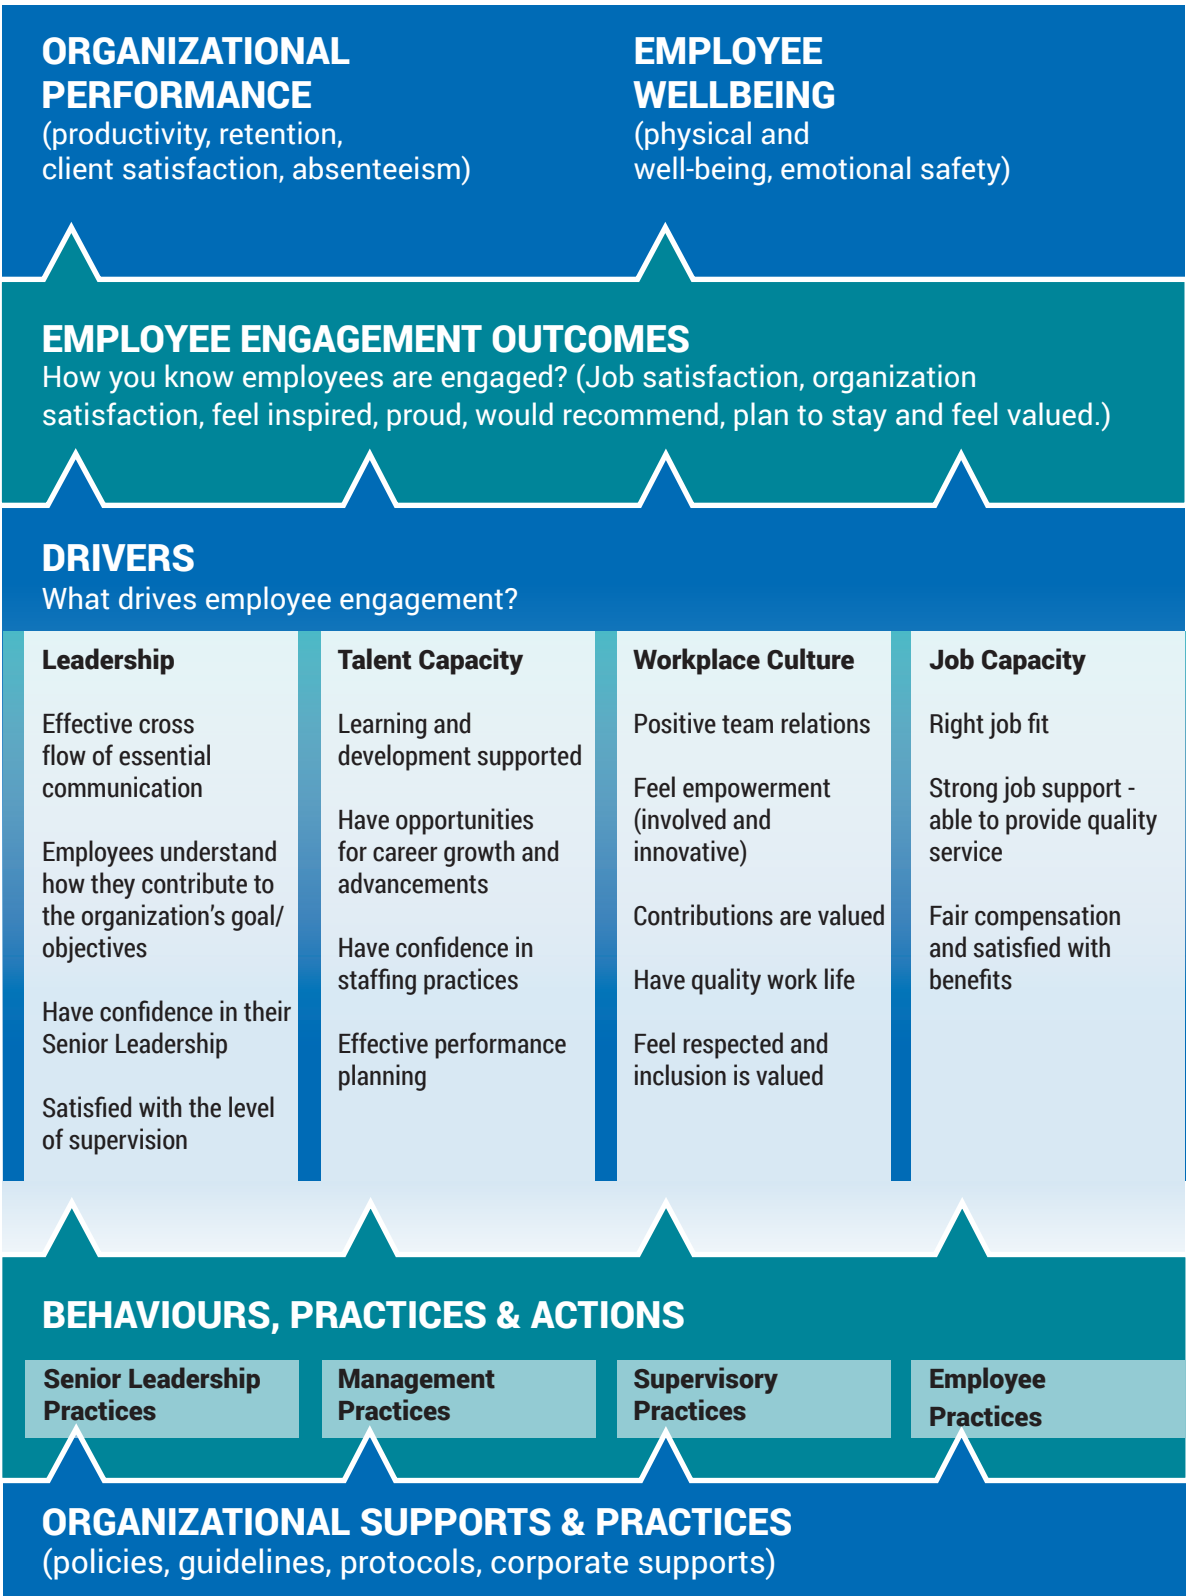 ORGANIZATIONAL
PERFORMANCE
(productivity, retention,
client satisfaction, absenteeism)
EMPLOYEE
WELLBEING
(physical and
well-being, emotional safety)
EMPLOYEE ENGAGEMENT OUTCOMES
How you know employees are engaged? (Job satisfaction, organization
satisfaction, feel inspired, proud, would recommend, plan to stay and feel valued.)
DRIVERS
What drives employee engagement?
Leadership
Effective cross
flow of essential
communication
Employees understand
how they contribute to
the organization’s goal/
objectives
Have confidence in their
Senior Leadership
Satisfied with the level
of supervision
Talent Capacity
Learning and
development supported
Have opportunities
for career growth and
advancements
Have confidence in
staffing practices
Effective performance
planning
Workplace Culture
Positive team relations
Feel empowerment
(involved and
innovative)
Contributions are valued
Have quality work life
Feel respected and
inclusion is valued
Job Capacity
Right job fit
Strong job support -
able to provide quality
service
Fair compensation
and satisfied with
benefits
BEHAVIOURS, PRACTICES & ACTIONS
Senior Leadership
Practices
Management
Practices
Supervisory
Practices
Employee
Practices
ORGANIZATIONAL SUPPORTS & PRACTICES
(policies, guidelines, protocols, corporate supports)